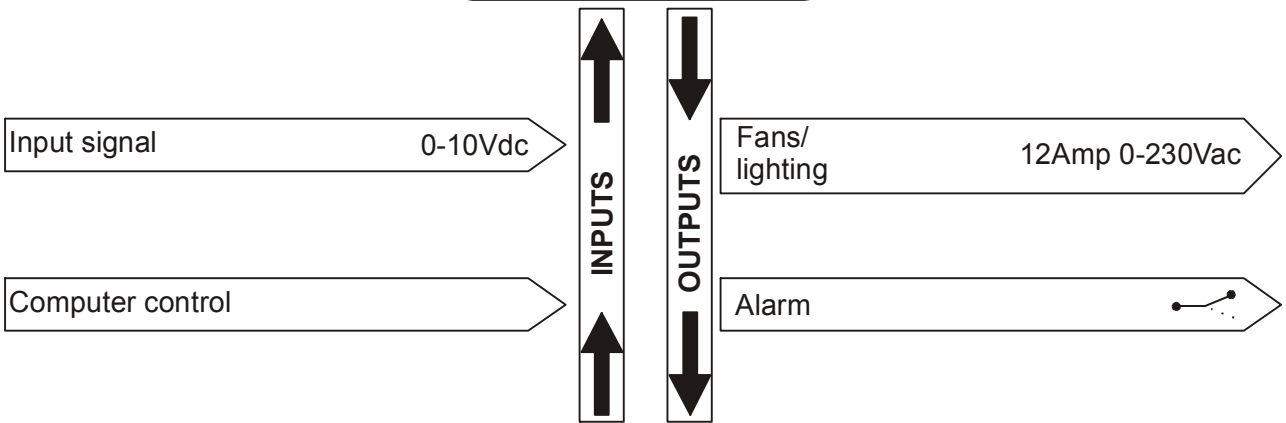 Input signal 0-10Vdc
Computer control
INPUTS
OUTPUTS
Fans/
lighting 12Amp 0-230Vac
Alarm